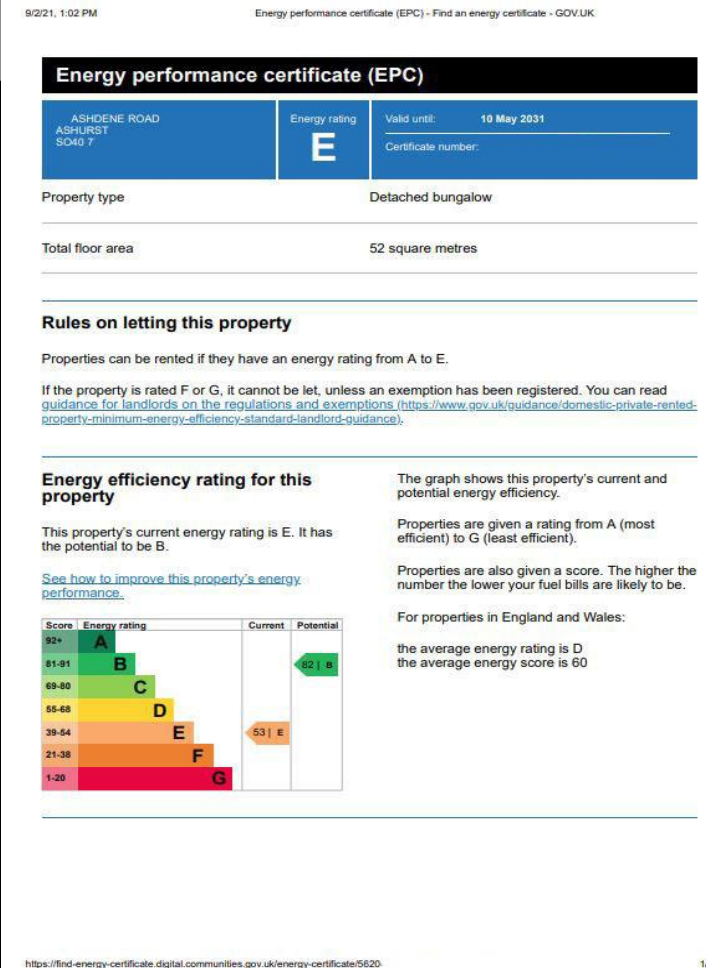 9/2/21, 1:02 PM
Energy performance certificate (EPC) - Find an energy certificate - GOV.UK
Energy performance certificate (EPC)
ASHDENE ROAD
ASHURST
SO40 7
Energy rating
E
Valid until: 10 May 2031
Certificate number:
Property type Detached bungalow
Total floor area 52 square metres
Rules on letting this property
Properties can be rented if they have an energy rating from A to E.
If the property is rated F or G, it cannot be let, unless an exemption has been registered. You can read
guidance for landlords on the regulations and exemptions (https://www.gov.uk/guidance/domestic-private-rented-
property-minimum-energy-efficiency-standard-landlord-guidance).
Energy efficiency rating for this
property
This property's current energy rating is E. It has
the potential to be B.
See how to improve this property's energy
performance.
Score Energy rating Current Potential
92+ A
81-91 B 82 | B
69-80 C
55-68 D
39-54 E 53 | E
21-38 F
1-20 G
The graph shows this property's current and
potential energy efficiency.
Properties are given a rating from A (most
efficient) to G (least efficient).
Properties are also given a score. The higher the
number the lower your fuel bills are likely to be.
For properties in England and Wales:
the average energy rating is D
the average energy score is 60
https://find-energy-certificate.digital.communities.gov.uk/energy-certificate/5620-
1/